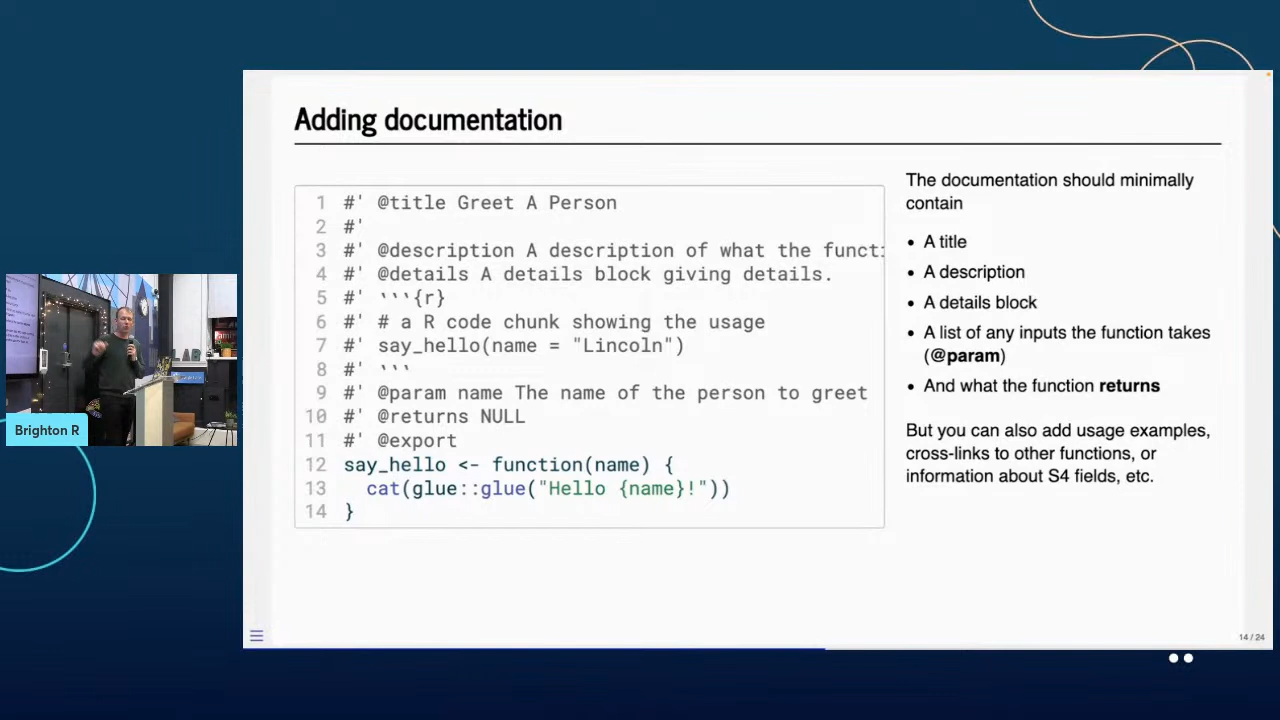 Adding documentation
1 #' @title Greet A Person
2 #'
3 #' @description A description of what the functi
4 #' @details A details block giving details.
5 #' ```{r}
6 #' # a R code chunk showing the usage
7 #' say_hello(name = "Lincoln")
8 #' ```
9 #' @param name The name of the person to greet
10 #' @returns NULL
11 #' @export
12 say_hello <- function(name) {
13   cat(glue::glue("Hello {name}!"))
14 }
The documentation should minimally
contain
• A title
• A description
• A details block
• A list of any inputs the function takes
(@param)
• And what the function returns
But you can also add usage examples,
cross-links to other functions, or
information about S4 fields, etc.
LAB
Brighton R
14 / 24